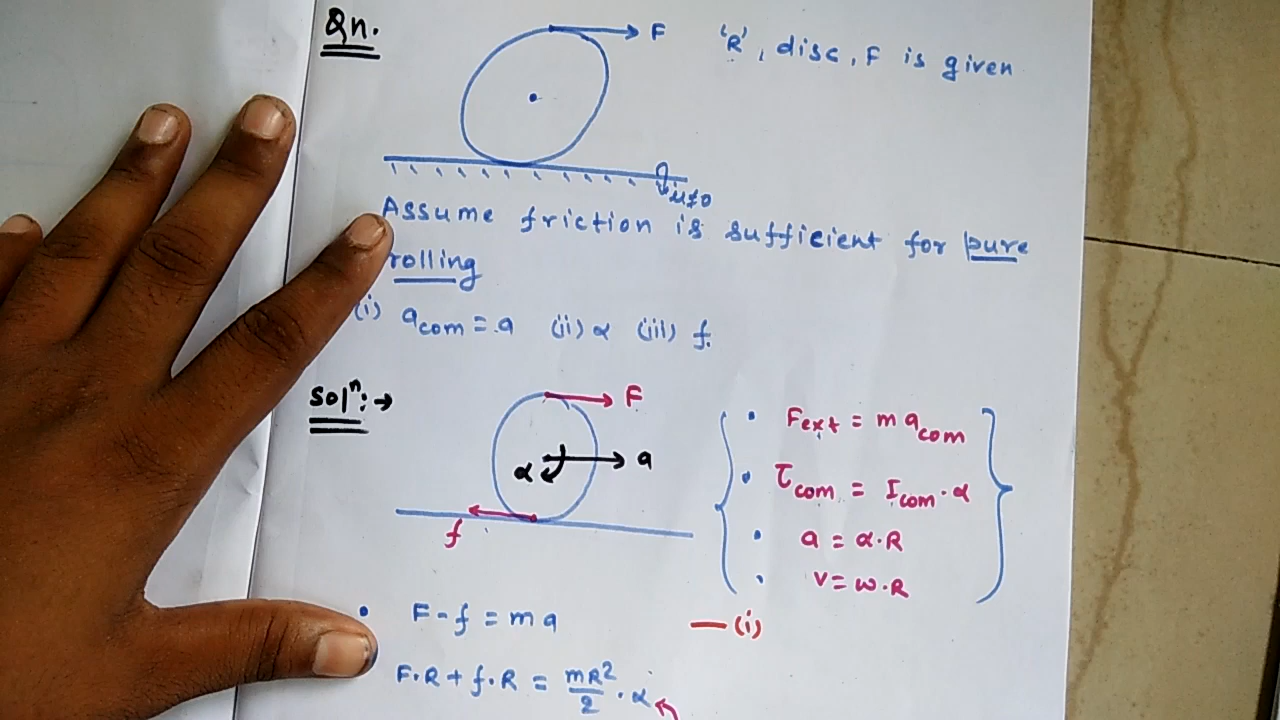 Qn.
F 'R', disc, F is given
μ≠0
Assume friction is sufficient for pure
rolling
(i) a_com = a (ii) α (iii) f.
Solⁿ:→
F
α a
f
• F_ext = m a_com
• τ_com = I_com · α
• a = α·R
• v = ω·R
• F - f = m a —(i)
F·R + f·R = mR²/2 · α